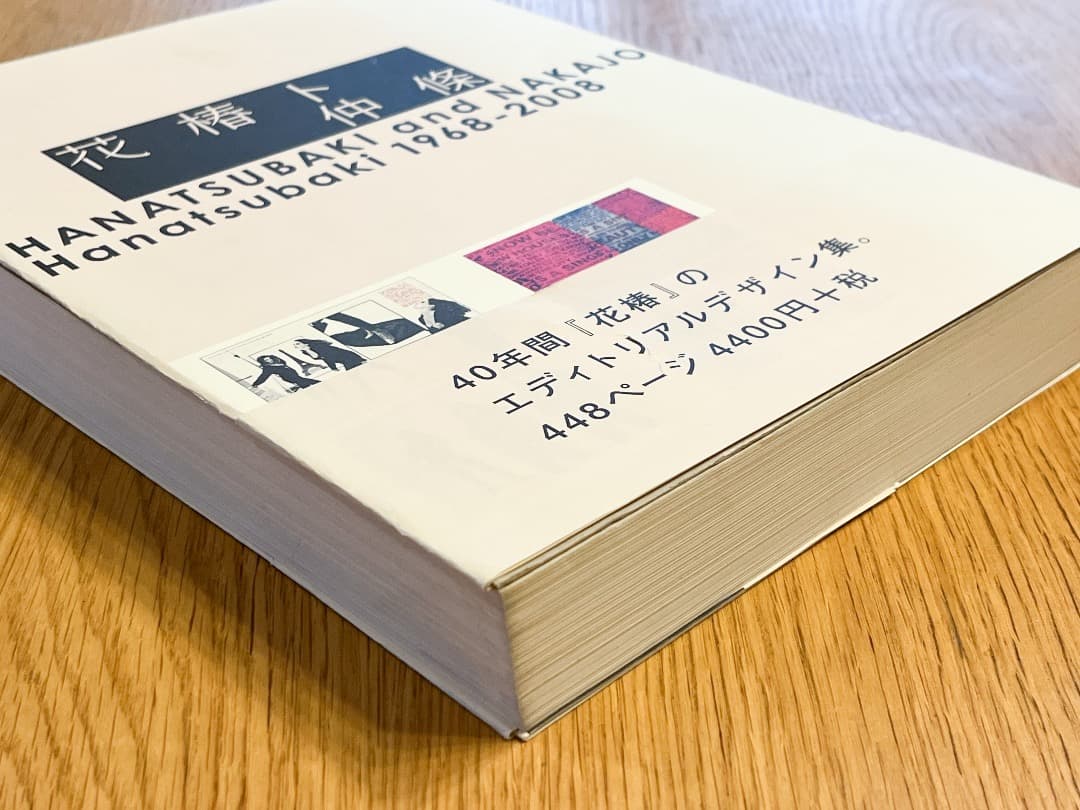 花椿ト仲條
HANATSUBAKI and NAKAJO
Hanatsubaki 1968-2008
40年間『花椿』の
エディトリアルデザイン集。
448ページ 4400円＋税